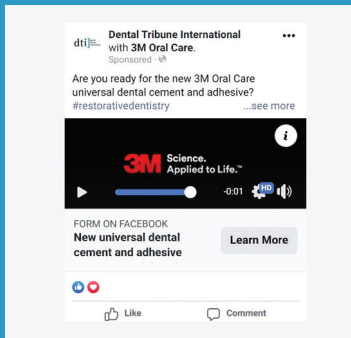 dti
Dental Tribune International
with 3M Oral Care.
Sponsored ·
Are you ready for the new 3M Oral Care
universal dental cement and adhesive?
#restorativedentistry ...see more
i
3M Science.
Applied to Life.™
-0:01 HD
FORM ON FACEBOOK
New universal dental
cement and adhesive
Learn More
Like Comment